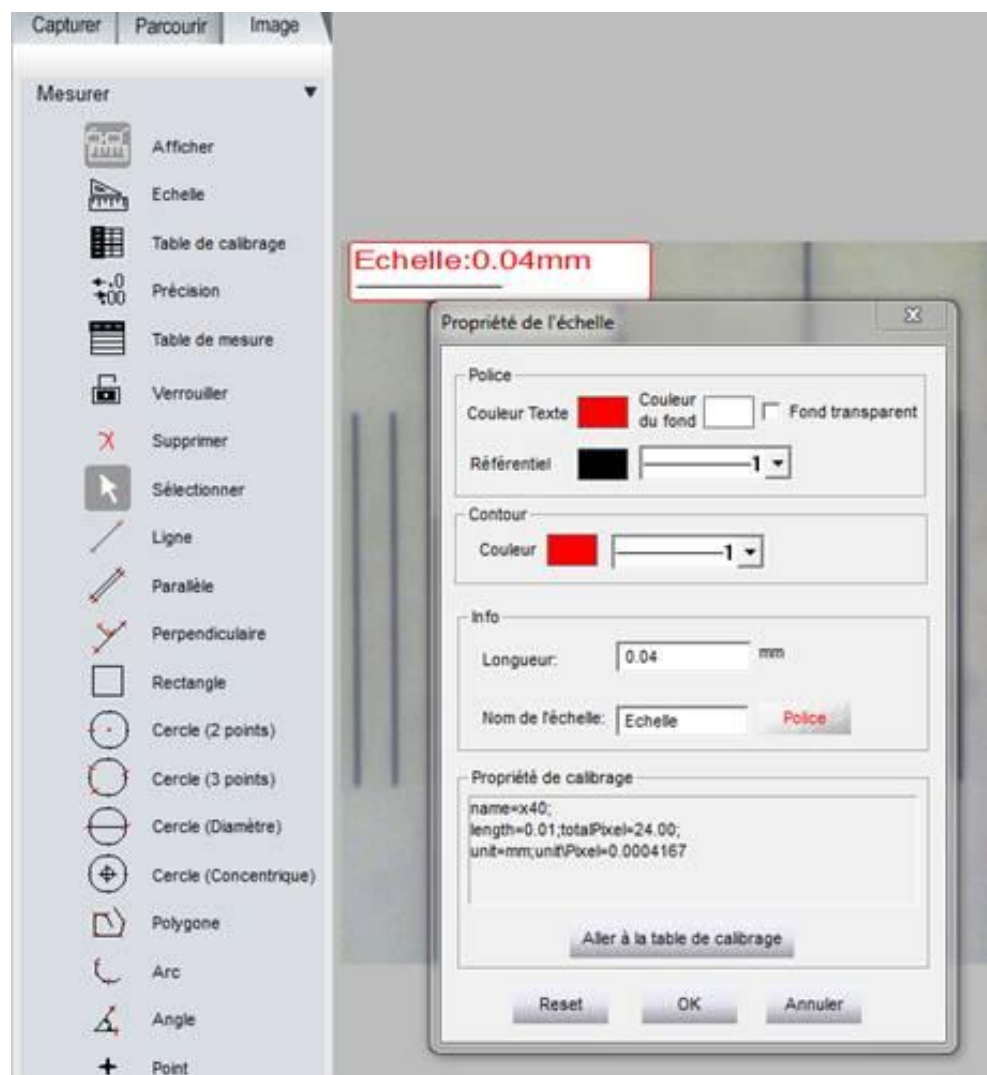 Capturer Parcourir Image
Mesurer
Afficher
Echelle
Table de calibrage
Précision
Table de mesure
Verrouiller
Supprimer
Sélectionner
Ligne
Parallèle
Perpendiculaire
Rectangle
Cercle (2 points)
Cercle (3 points)
Cercle (Diamètre)
Cercle (Concentrique)
Polygone
Arc
Angle
Point
Echelle:0.04mm
Propriété de l'échelle
Police
Couleur Texte
Couleur
du fond
Fond transparent
Référentiel
1
Contour
Couleur
1
Info
Longueur: 0.04 mm
Nom de l'échelle: Echelle Police
Propriété de calibrage
name=x40;
length=0.01;totalPixel=24.00;
unit=mm;unit\Pixel=0.0004167
Aller à la table de calibrage
Reset OK Annuler